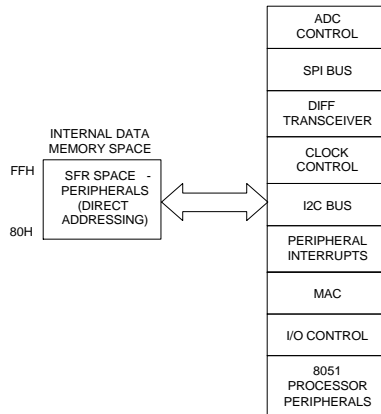 INTERNAL DATA
MEMORY SPACE
FFH
SFR SPACE -
PERIPHERALS
(DIRECT
ADDRESSING)
80H
ADC
CONTROL
SPI BUS
DIFF
TRANSCEIVER
CLOCK
CONTROL
I2C BUS
PERIPHERAL
INTERRUPTS
MAC
I/O CONTROL
8051
PROCESSOR
PERIPHERALS